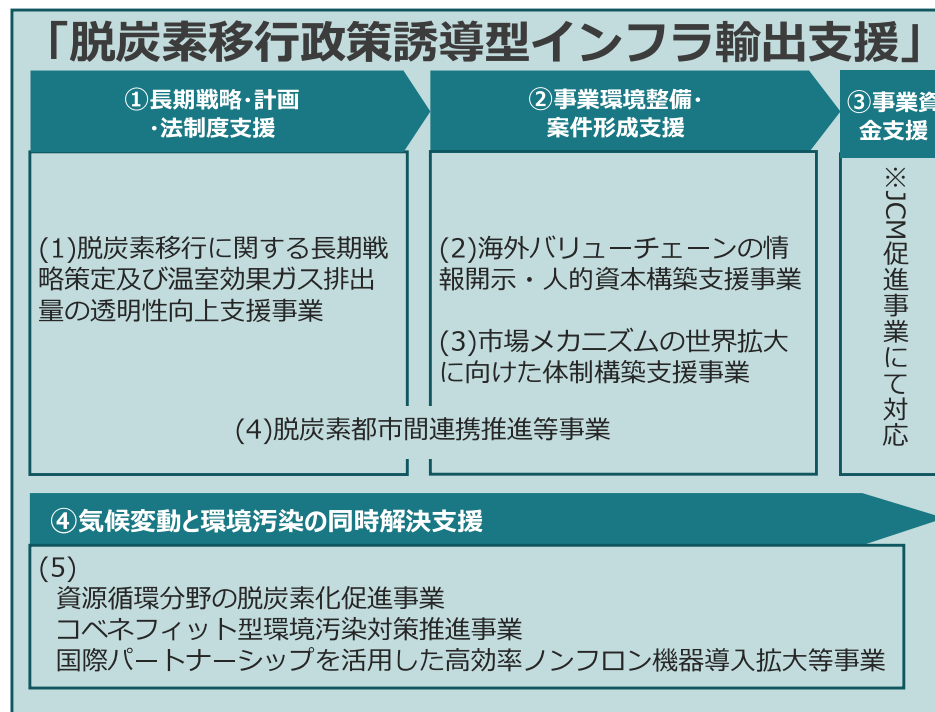 「脱炭素移行政策誘導型インフラ輸出支援」
①長期戦略・計画
・法制度支援
②事業環境整備・
案件形成支援
③事業資
金支援
(1)脱炭素移行に関する長期戦
略策定及び温室効果ガス排出
量の透明性向上支援事業
(2)海外バリューチェーンの情
報開示・人的資本構築支援事業
(3)市場メカニズムの世界拡大
に向けた体制構築支援事業
(4)脱炭素都市間連携推進等事業
※JCM促進事業にて対応
④気候変動と環境汚染の同時解決支援
(5)
資源循環分野の脱炭素化促進事業
コベネフィット型環境汚染対策推進事業
国際パートナーシップを活用した高効率ノンフロン機器導入拡大等事業